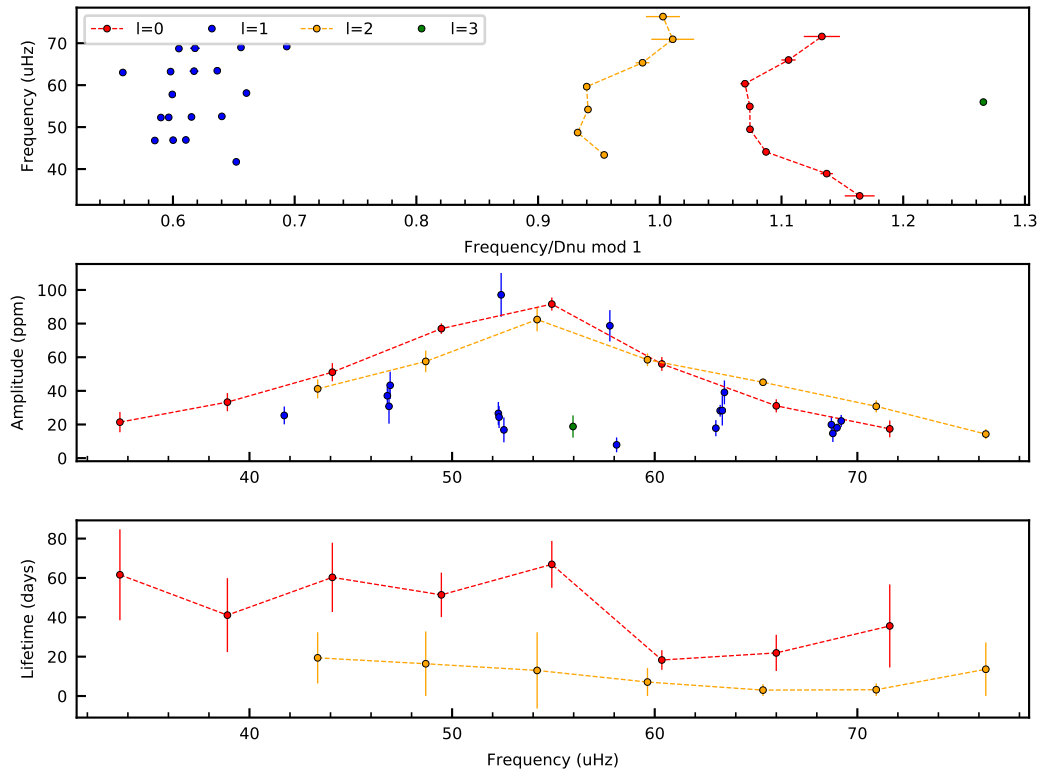 l=0 l=1 l=2 l=3
Frequency (uHz)
70
60
50
40
0.6 0.7 0.8 0.9 1.0 1.1 1.2 1.3
Frequency/Dnu mod 1
Amplitude (ppm)
100
80
60
40
20
0
40 50 60 70
Lifetime (days)
80
60
40
20
0
40 50 60 70
Frequency (uHz)